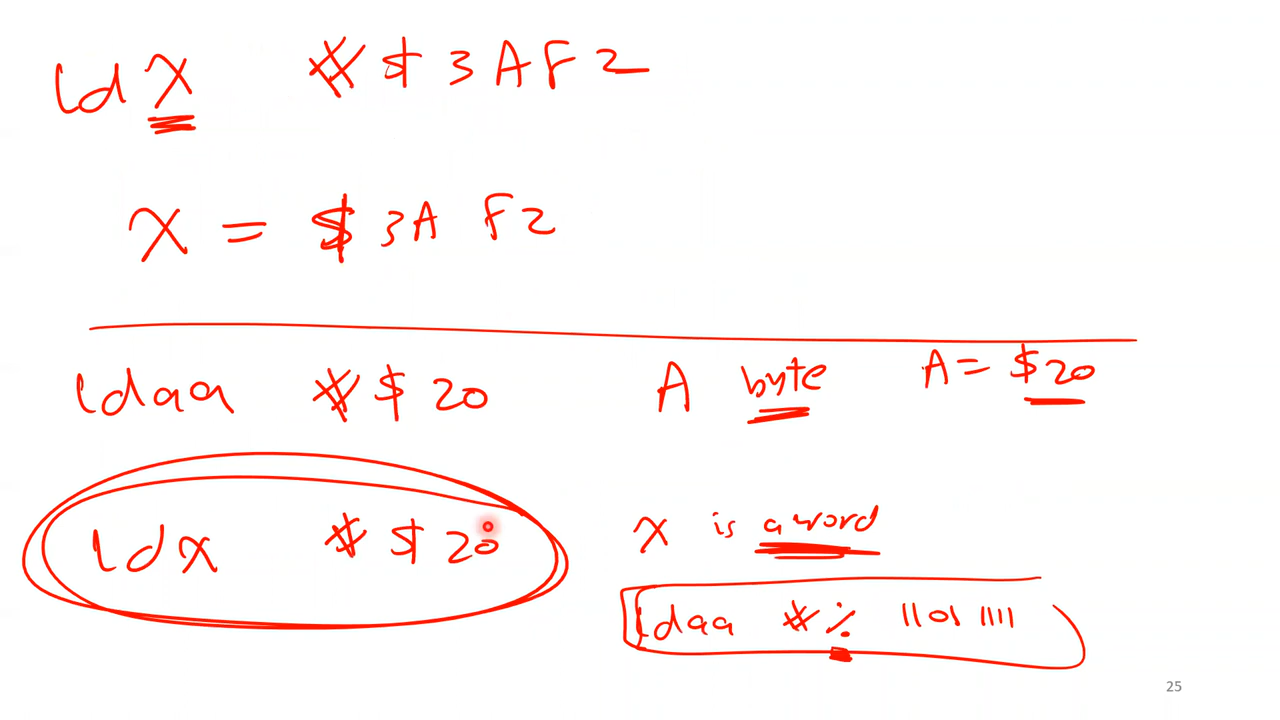 ldx #$3AF2
X = $3A F2
ldaa #$20 A byte A = $20
ldx #$20 X is a word
ldaa #% 1101 1111
25